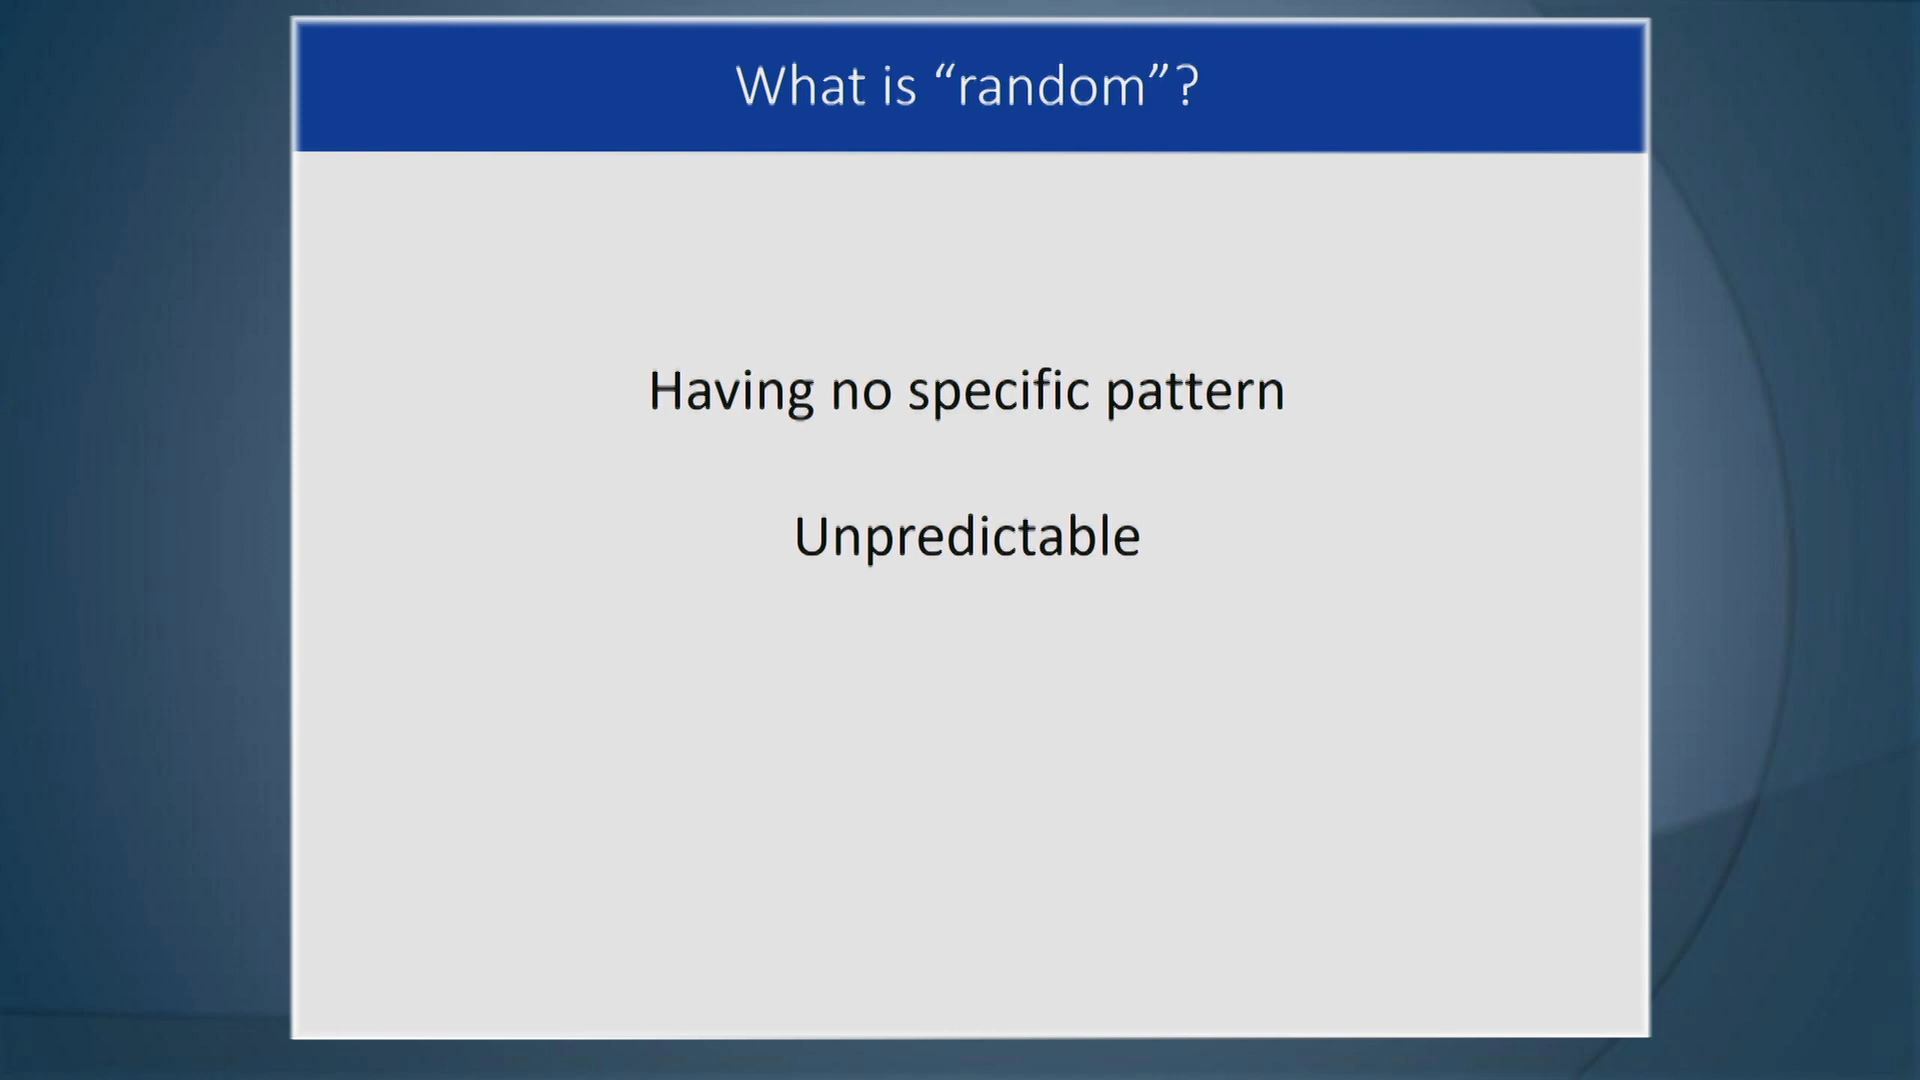 What is “random”?
Having no specific pattern
Unpredictable